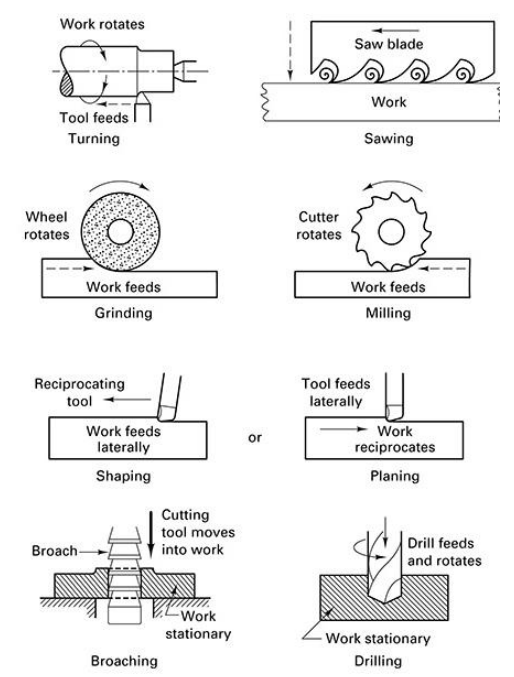 Work rotates
Tool feeds
Turning
Saw blade
Work
Sawing
Wheel
rotates
Work feeds
Grinding
Cutter
rotates
Work feeds
Milling
Reciprocating
tool
Work feeds
laterally
Shaping
or
Tool feeds
laterally
Work
reciprocates
Planing
Cutting
tool moves
into work
Broach
Work
stationary
Broaching
Drill feeds
and rotates
Work stationary
Drilling